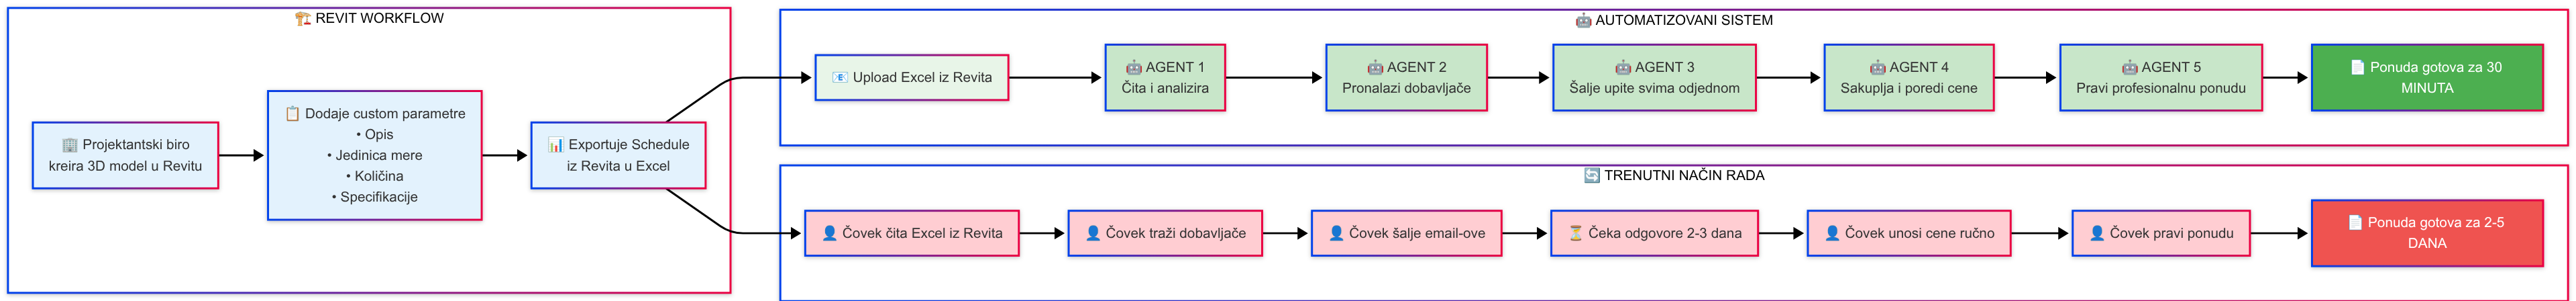 🏗️ REVIT WORKFLOW
🏢 Projektantski biro
kreira 3D model u Revitu
📋 Dodaje custom parametre
• Opis
• Jedinica mere
• Količina
• Specifikacije
📊 Exportuje Schedule
iz Revita u Excel
🤖 AUTOMATIZOVANI SISTEM
📧 Upload Excel iz Revita
🤖 AGENT 1
Čita i analizira
🤖 AGENT 2
Pronalazi dobavljače
🤖 AGENT 3
Šalje upite svima odjednom
🤖 AGENT 4
Sakuplja i poredi cene
🤖 AGENT 5
Pravi profesionalnu ponudu
📄 Ponuda gotova za 30
MINUTA
🔄 TRENUTNI NAČIN RADA
👤 Čovek čita Excel iz Revita
👤 Čovek traži dobavljače
👤 Čovek šalje email-ove
⏳ Čeka odgovore 2-3 dana
👤 Čovek unosi cene ručno
👤 Čovek pravi ponudu
📄 Ponuda gotova za 2-5
DANA